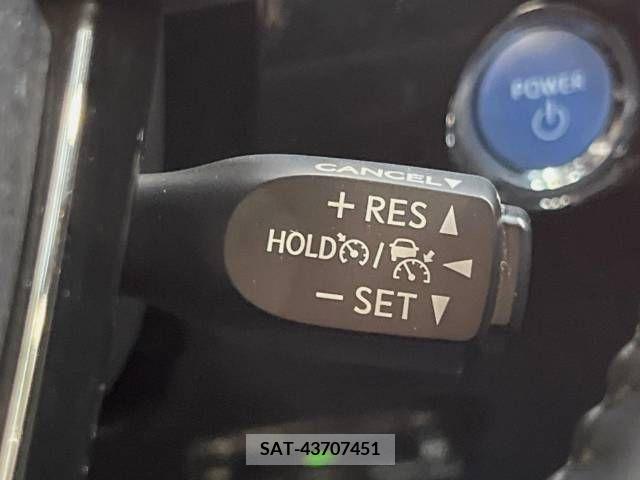 POWER
CANCEL
+ RES
HOLD /
- SET
SAT-43707451